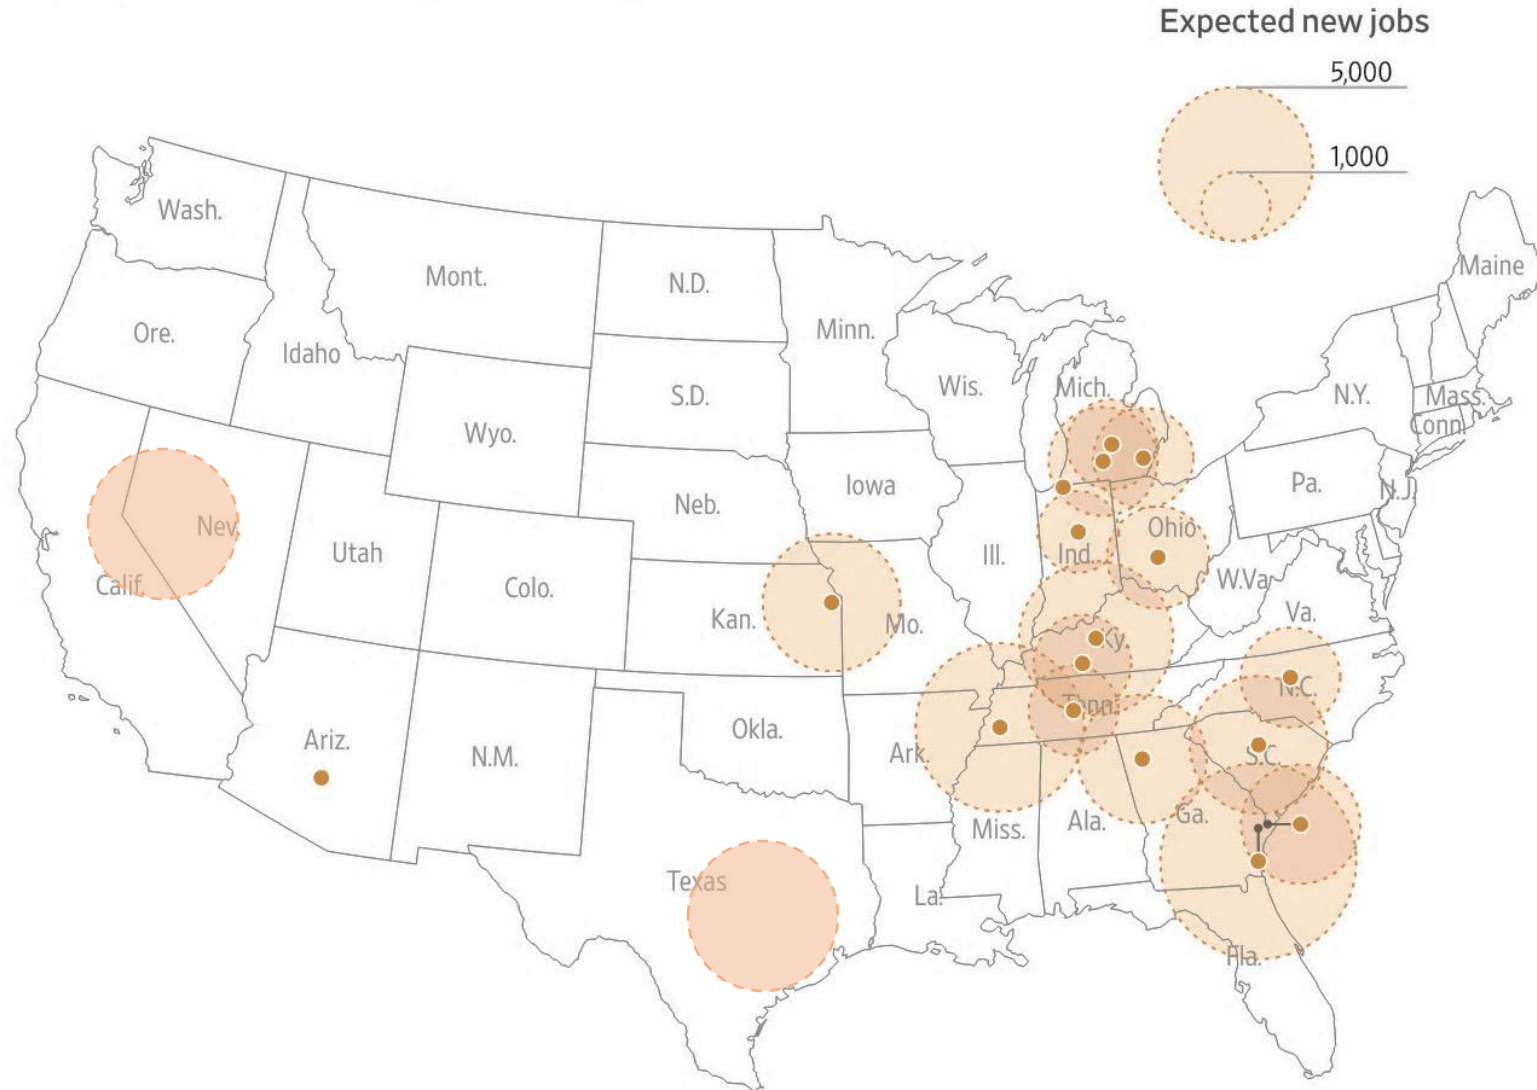 Expected new jobs
5,000
1,000
Wash.
Maine
Mont.
N.D.
Minn.
Ore.
Idaho
Mich.
Wis.
N.Y.
S.D.
Mass.
Conn.
Wyo.
Iowa
Pa.
N.J.
Neb.
Nev.
Ohio
Utah
Ill.
Ind.
Calif.
Colo.
W.Va.
Kan.
Va.
Mo.
Ky.
N.C.
Tenn.
Okla.
Ariz.
N.M.
Ark.
S.C.
Ga.
Ala.
Miss.
Texas
La.
Fla.